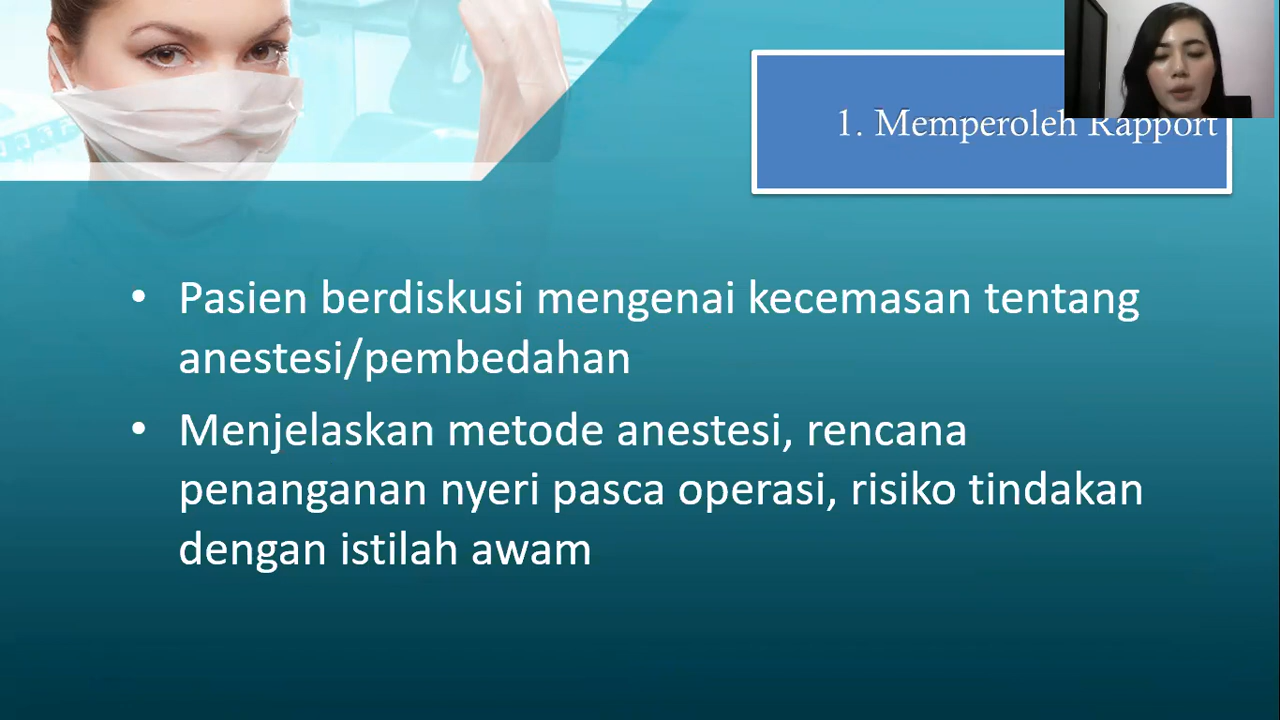 1. Memperoleh Rapport
• Pasien berdiskusi mengenai kecemasan tentang
anestesi/pembedahan
• Menjelaskan metode anestesi, rencana
penanganan nyeri pasca operasi, risiko tindakan
dengan istilah awam